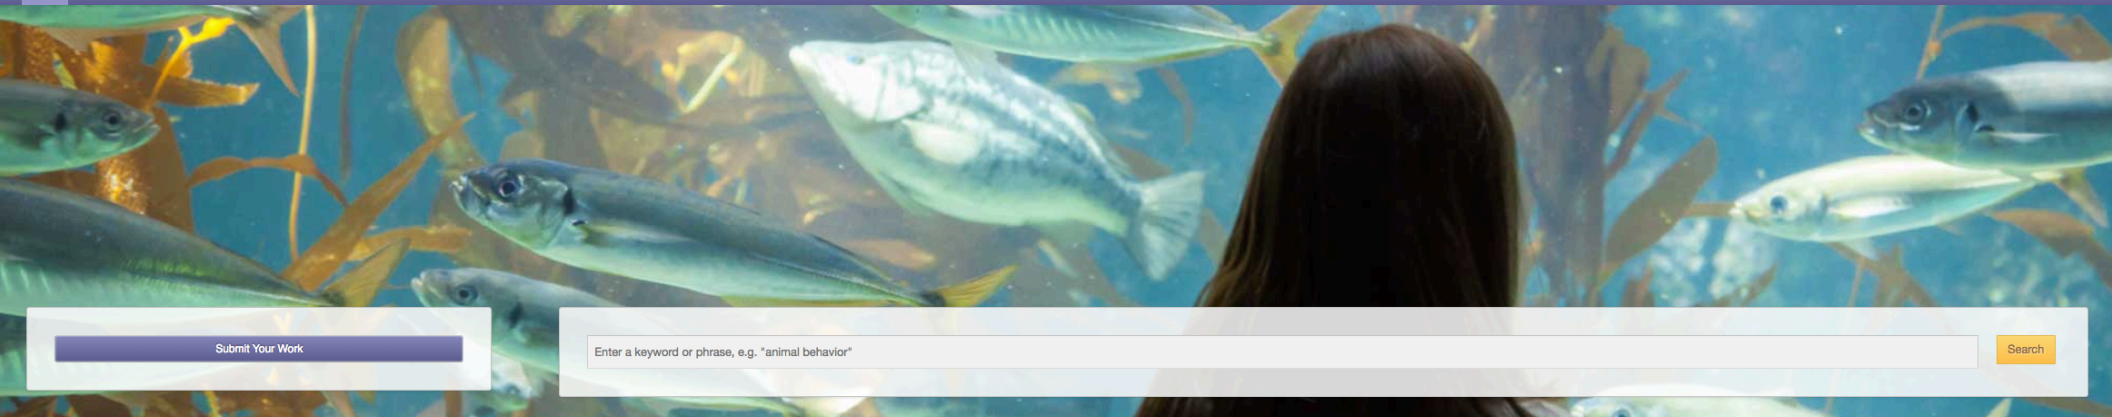 Submit Your Work
Enter a keyword or phrase, e.g. "animal behavior"
Search